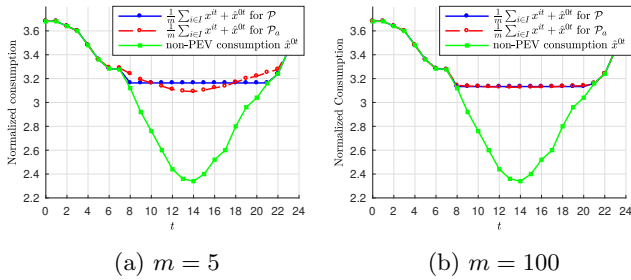 1/m ∑_{i∈I} x^{it} + x̂^{0t} for 𝒫
1/m ∑_{i∈I} x^{it} + x̂^{0t} for 𝒫_a
non-PEV consumption x̂^{0t}
Normalized consumption
3.6
3.4
3.2
3
2.8
2.6
2.4
2.2
0 2 4 6 8 10 12 14 16 18 20 22 24
t
(a) m = 5
1/m ∑_{i∈I} x^{it} + x̂^{0t} for 𝒫
1/m ∑_{i∈I} x^{it} + x̂^{0t} for 𝒫_a
non-PEV consumption x̂^{0t}
Normalized Consumption
3.6
3.4
3.2
3
2.8
2.6
2.4
2.2
0 2 4 6 8 10 12 14 16 18 20 22 24
t
(b) m = 100